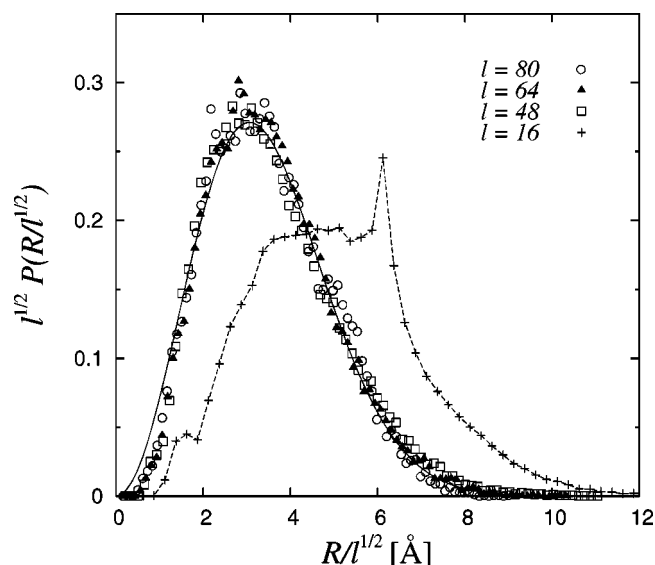 0.3
0.2
0.1
0
0 2 4 6 8 10 12
l^{1/2} P(R/l^{1/2})
R/l^{1/2} [Å]
l = 80
l = 64
l = 48
l = 16